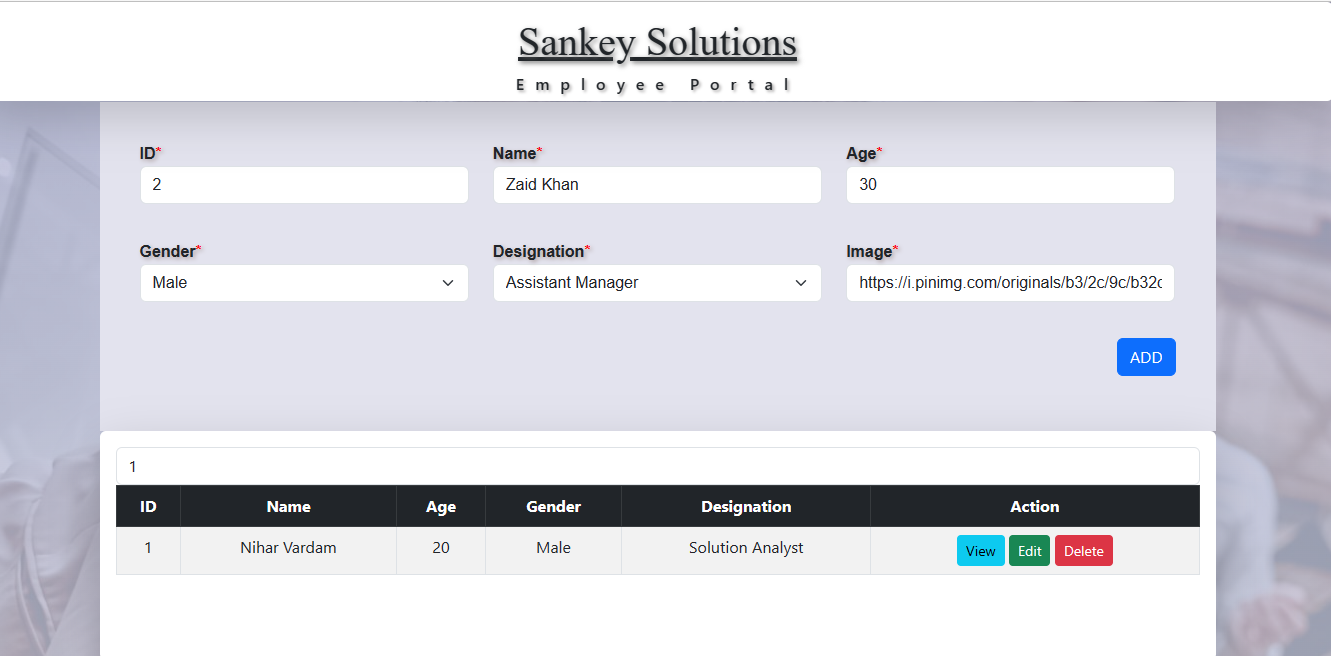 Sankey Solutions
Employee Portal
ID* Name* Age*
2 Zaid Khan 30
Gender* Designation* Image*
Male Assistant Manager https://i.pinimg.com/originals/b3/2c/9c/b32c
ADD
1
ID Name Age Gender Designation Action
1 Nihar Vardam 20 Male Solution Analyst View Edit Delete